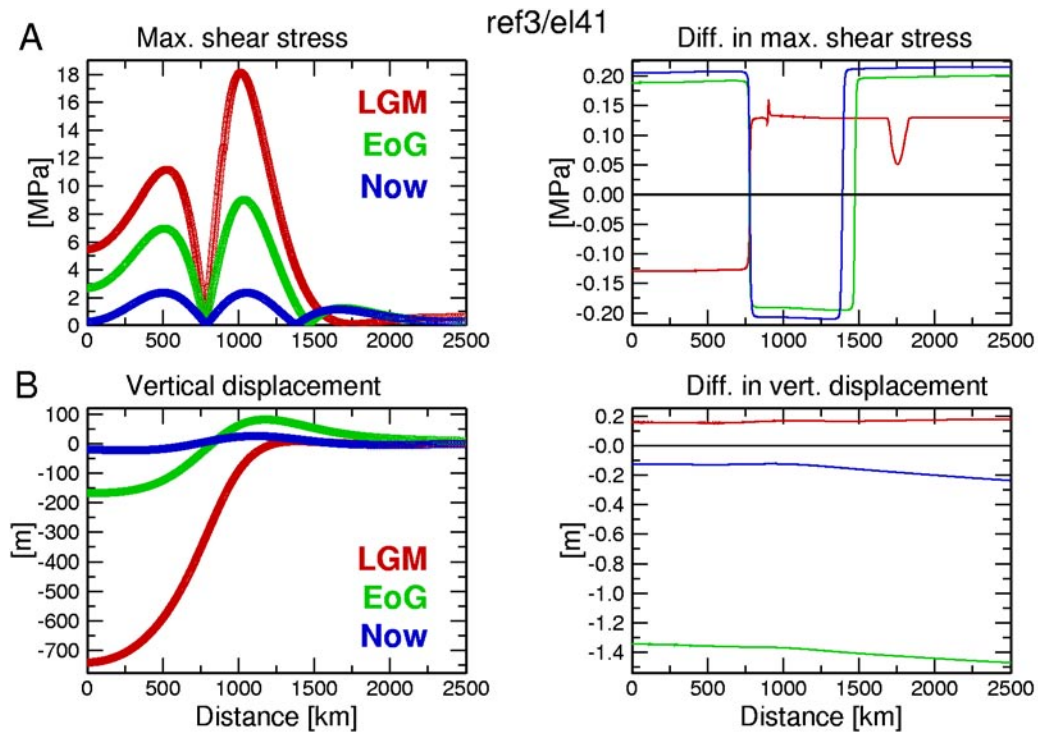 ref3/el41
A
Max. shear stress
Diff. in max. shear stress
18
16
14
12
10
8
6
4
2
0
[MPa]
LGM
EoG
Now
0 500 1000 1500 2000 2500
0.20
0.15
0.10
0.05
0.00
-0.05
-0.10
-0.15
-0.20
[MPa]
0 500 1000 1500 2000 2500
B
Vertical displacement
Diff. in vert. displacement
100
0
-100
-200
-300
-400
-500
-600
-700
[m]
LGM
EoG
Now
0 500 1000 1500 2000 2500
Distance [km]
0.2
-0.0
-0.2
-0.4
-0.6
-0.8
-1.0
-1.2
-1.4
[m]
0 500 1000 1500 2000 2500
Distance [km]